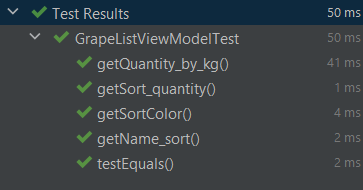 Test Results 50 ms
GrapeListViewModelTest 50 ms
getQuantity_by_kg() 41 ms
getSort_quantity() 1 ms
getSortColor() 4 ms
getName_sort() 2 ms
testEquals() 2 ms